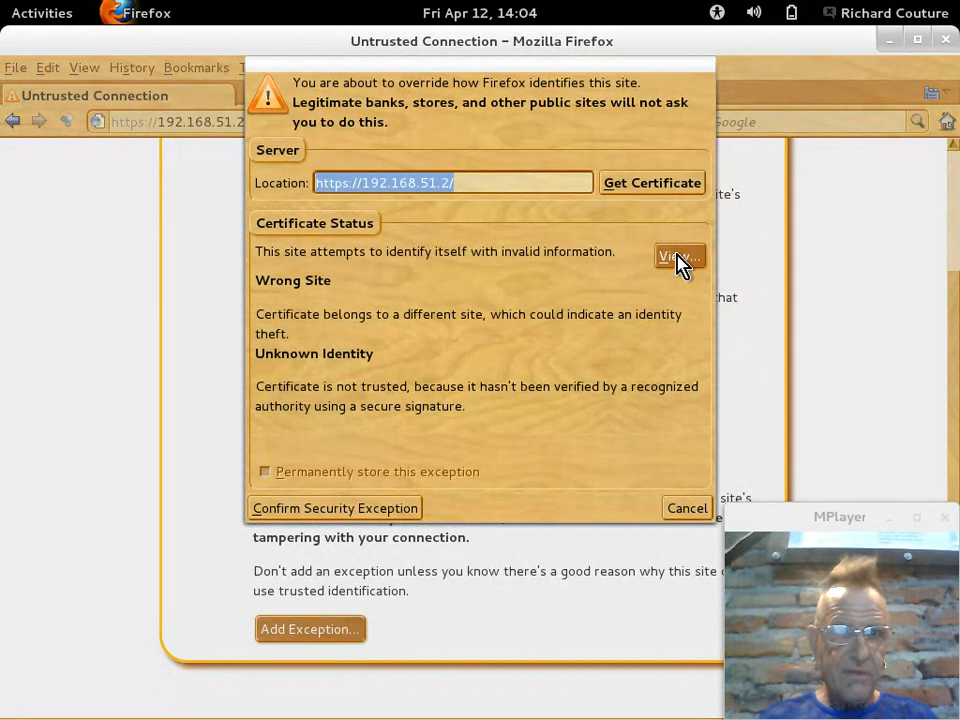 Activities Firefox Fri Apr 12, 14:04 Richard Couture
Untrusted Connection - Mozilla Firefox
File Edit View History Bookmarks
Untrusted Connection
https://192.168.51.2
Google
You are about to override how Firefox identifies this site.
Legitimate banks, stores, and other public sites will not ask
you to do this.
Server
Location: https://192.168.51.2/ Get Certificate
Certificate Status
This site attempts to identify itself with invalid information.
Wrong Site
Certificate belongs to a different site, which could indicate an identity
theft.
Unknown Identity
Certificate is not trusted, because it hasn't been verified by a recognized
authority using a secure signature.
Permanently store this exception
Confirm Security Exception Cancel
tampering with your connection.
Don't add an exception unless you know there's a good reason why this site
use trusted identification.
Add Exception...
MPlayer